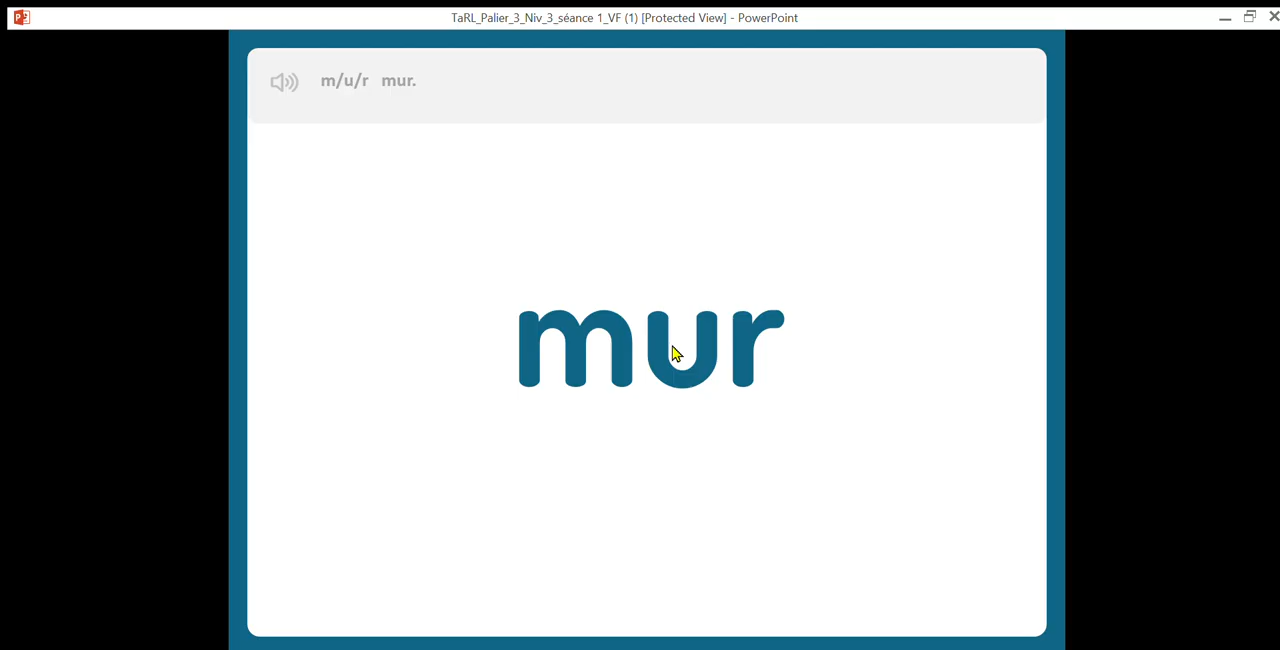 TaRL_Palier_3_Niv_3_séance 1_VF (1) [Protected View] - PowerPoint
m/u/r mur.
mur